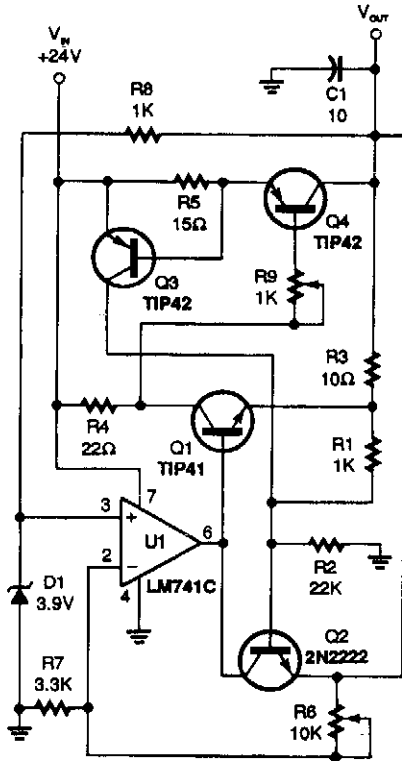 V_IN
+24V
V_OUT
R8
1K
C1
10
R5
15Ω
Q4
TIP42
Q3
TIP42
R9
1K
R3
10Ω
R4
22Ω
Q1
TIP41
R1
1K
3
+
7
U1
6
2
−
4
LM741C
R2
22K
D1
3.9V
Q2
2N2222
R7
3.3K
R6
10K